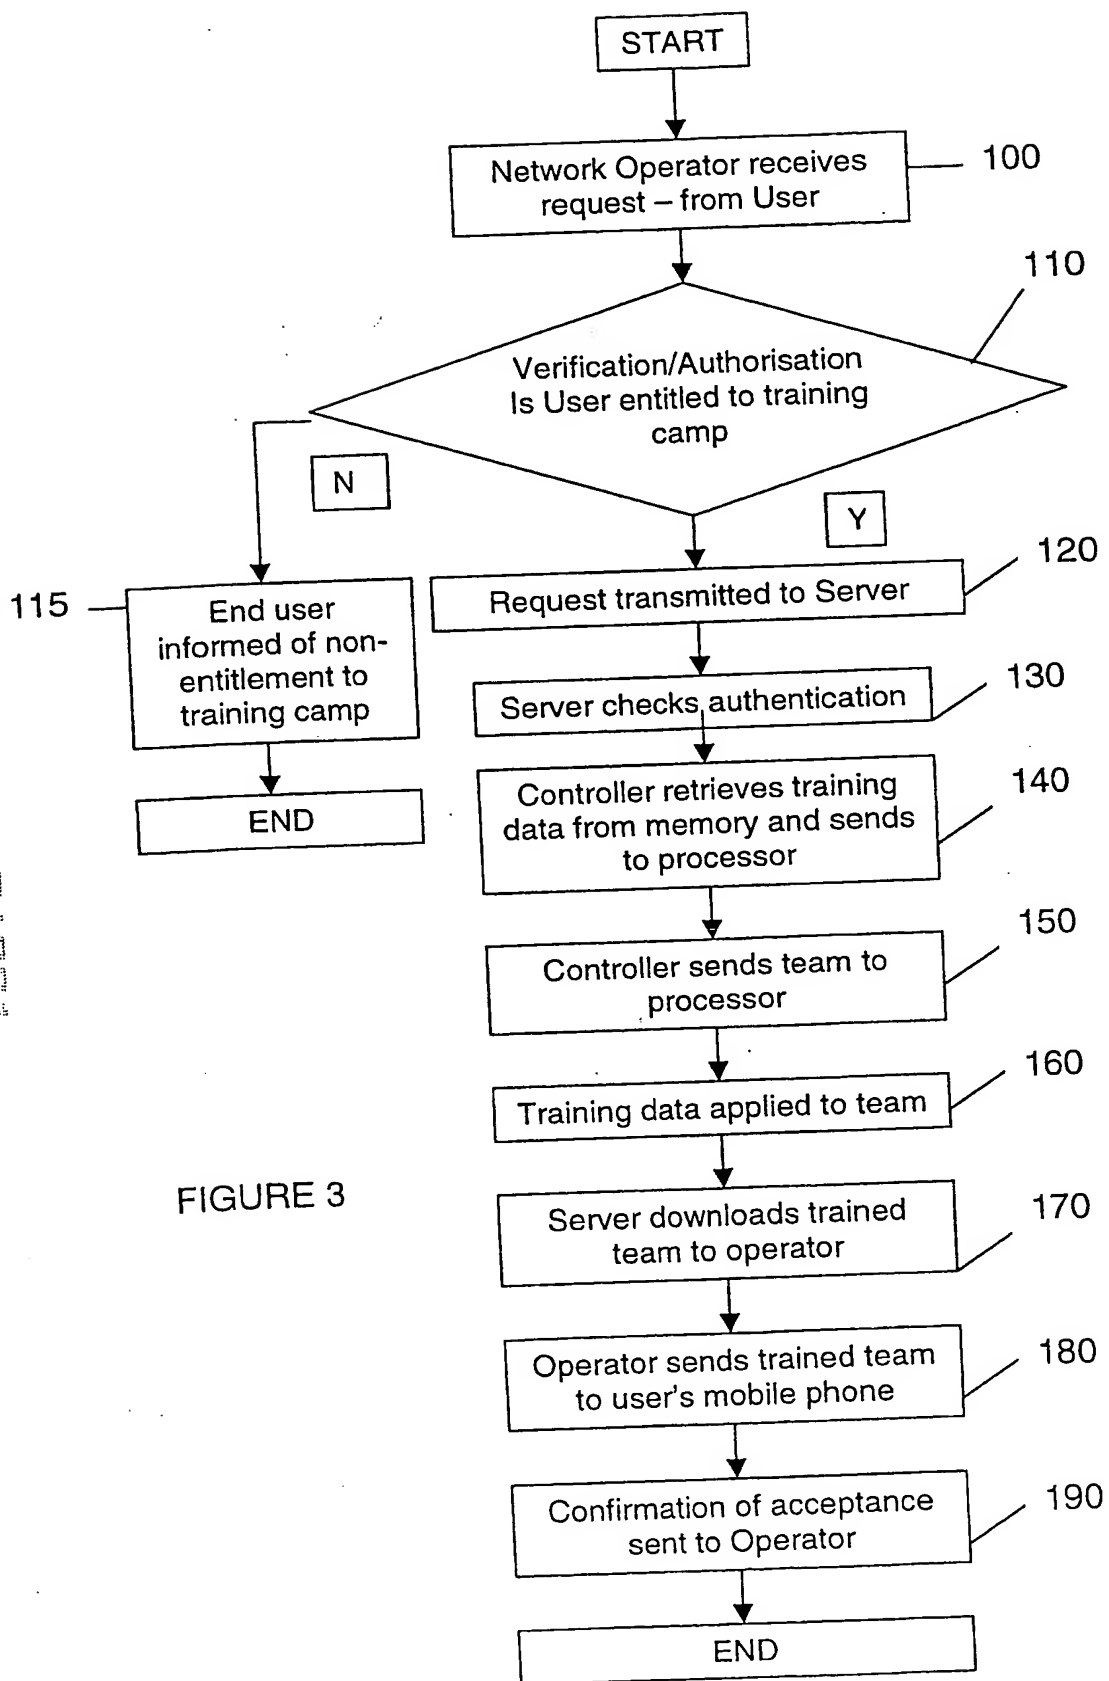 START
Network Operator receives
request – from User
100
110
Verification/Authorisation
Is User entitled to training
camp
N
Y
120
Request transmitted to Server
115
End user
informed of non-
entitlement to
training camp
130
Server checks authentication
END
140
Controller retrieves training
data from memory and sends
to processor
150
Controller sends team to
processor
160
Training data applied to team
FIGURE 3
170
Server downloads trained
team to operator
180
Operator sends trained team
to user's mobile phone
190
Confirmation of acceptance
sent to Operator
END